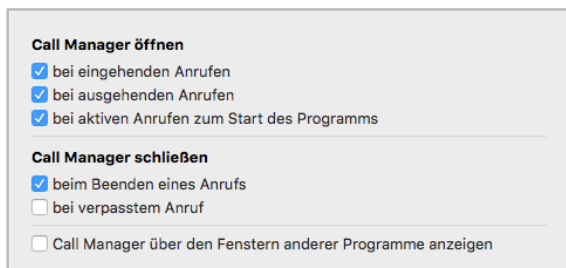 Call Manager öffnen
bei eingehenden Anrufen
bei ausgehenden Anrufen
bei aktiven Anrufen zum Start des Programms
Call Manager schließen
beim Beenden eines Anrufs
bei verpasstem Anruf
Call Manager über den Fenstern anderer Programme anzeigen